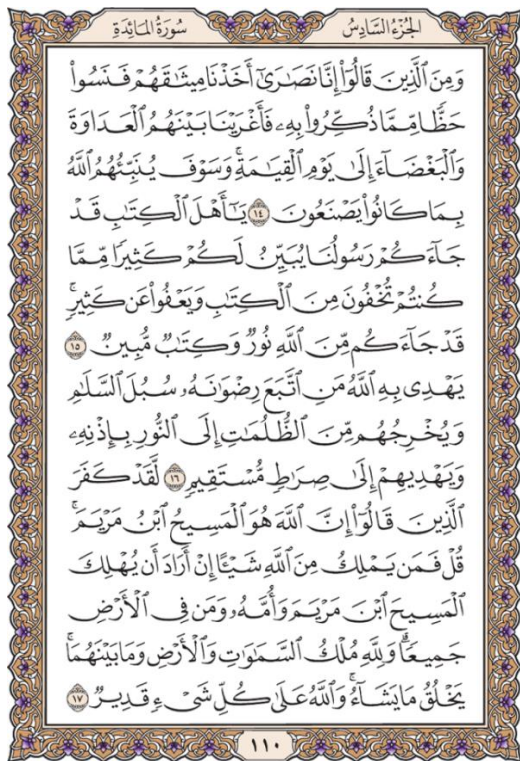 الجُزْءُ السَّادِسُ
سُورَةُ المَائِدَةِ
وَمِنَ ٱلَّذِينَ قَالُوٓاْ إِنَّا نَصَٰرَىٰٓ أَخَذْنَا مِيثَٰقَهُمْ فَنَسُواْ
حَظًّا مِّمَّا ذُكِّرُواْ بِهِۦ فَأَغْرَيْنَا بَيْنَهُمُ ٱلْعَدَاوَةَ
وَٱلْبَغْضَآءَ إِلَىٰ يَوْمِ ٱلْقِيَٰمَةِۚ وَسَوْفَ يُنَبِّئُهُمُ ٱللَّهُ
بِمَا كَانُواْ يَصْنَعُونَ ١٤ يَٰٓأَهْلَ ٱلْكِتَٰبِ قَدْ
جَآءَكُمْ رَسُولُنَا يُبَيِّنُ لَكُمْ كَثِيرًا مِّمَّا
كُنتُمْ تُخْفُونَ مِنَ ٱلْكِتَٰبِ وَيَعْفُواْ عَن كَثِيرٍۚ
قَدْ جَآءَكُم مِّنَ ٱللَّهِ نُورٌ وَكِتَٰبٌ مُّبِينٌ ١٥
يَهْدِى بِهِ ٱللَّهُ مَنِ ٱتَّبَعَ رِضْوَٰنَهُۥ سُبُلَ ٱلسَّلَٰمِ
وَيُخْرِجُهُم مِّنَ ٱلظُّلُمَٰتِ إِلَى ٱلنُّورِ بِإِذْنِهِۦ
وَيَهْدِيهِمْ إِلَىٰ صِرَٰطٍ مُّسْتَقِيمٍ ١٦ لَّقَدْ كَفَرَ
ٱلَّذِينَ قَالُوٓاْ إِنَّ ٱللَّهَ هُوَ ٱلْمَسِيحُ ٱبْنُ مَرْيَمَۚ
قُلْ فَمَن يَمْلِكُ مِنَ ٱللَّهِ شَيْـًٔا إِنْ أَرَادَ أَن يُهْلِكَ
ٱلْمَسِيحَ ٱبْنَ مَرْيَمَ وَأُمَّهُۥ وَمَن فِى ٱلْأَرْضِ
جَمِيعًاۗ وَلِلَّهِ مُلْكُ ٱلسَّمَٰوَٰتِ وَٱلْأَرْضِ وَمَا بَيْنَهُمَاۚ
يَخْلُقُ مَا يَشَآءُۚ وَٱللَّهُ عَلَىٰ كُلِّ شَىْءٍ قَدِيرٌ ١٧
١١٠